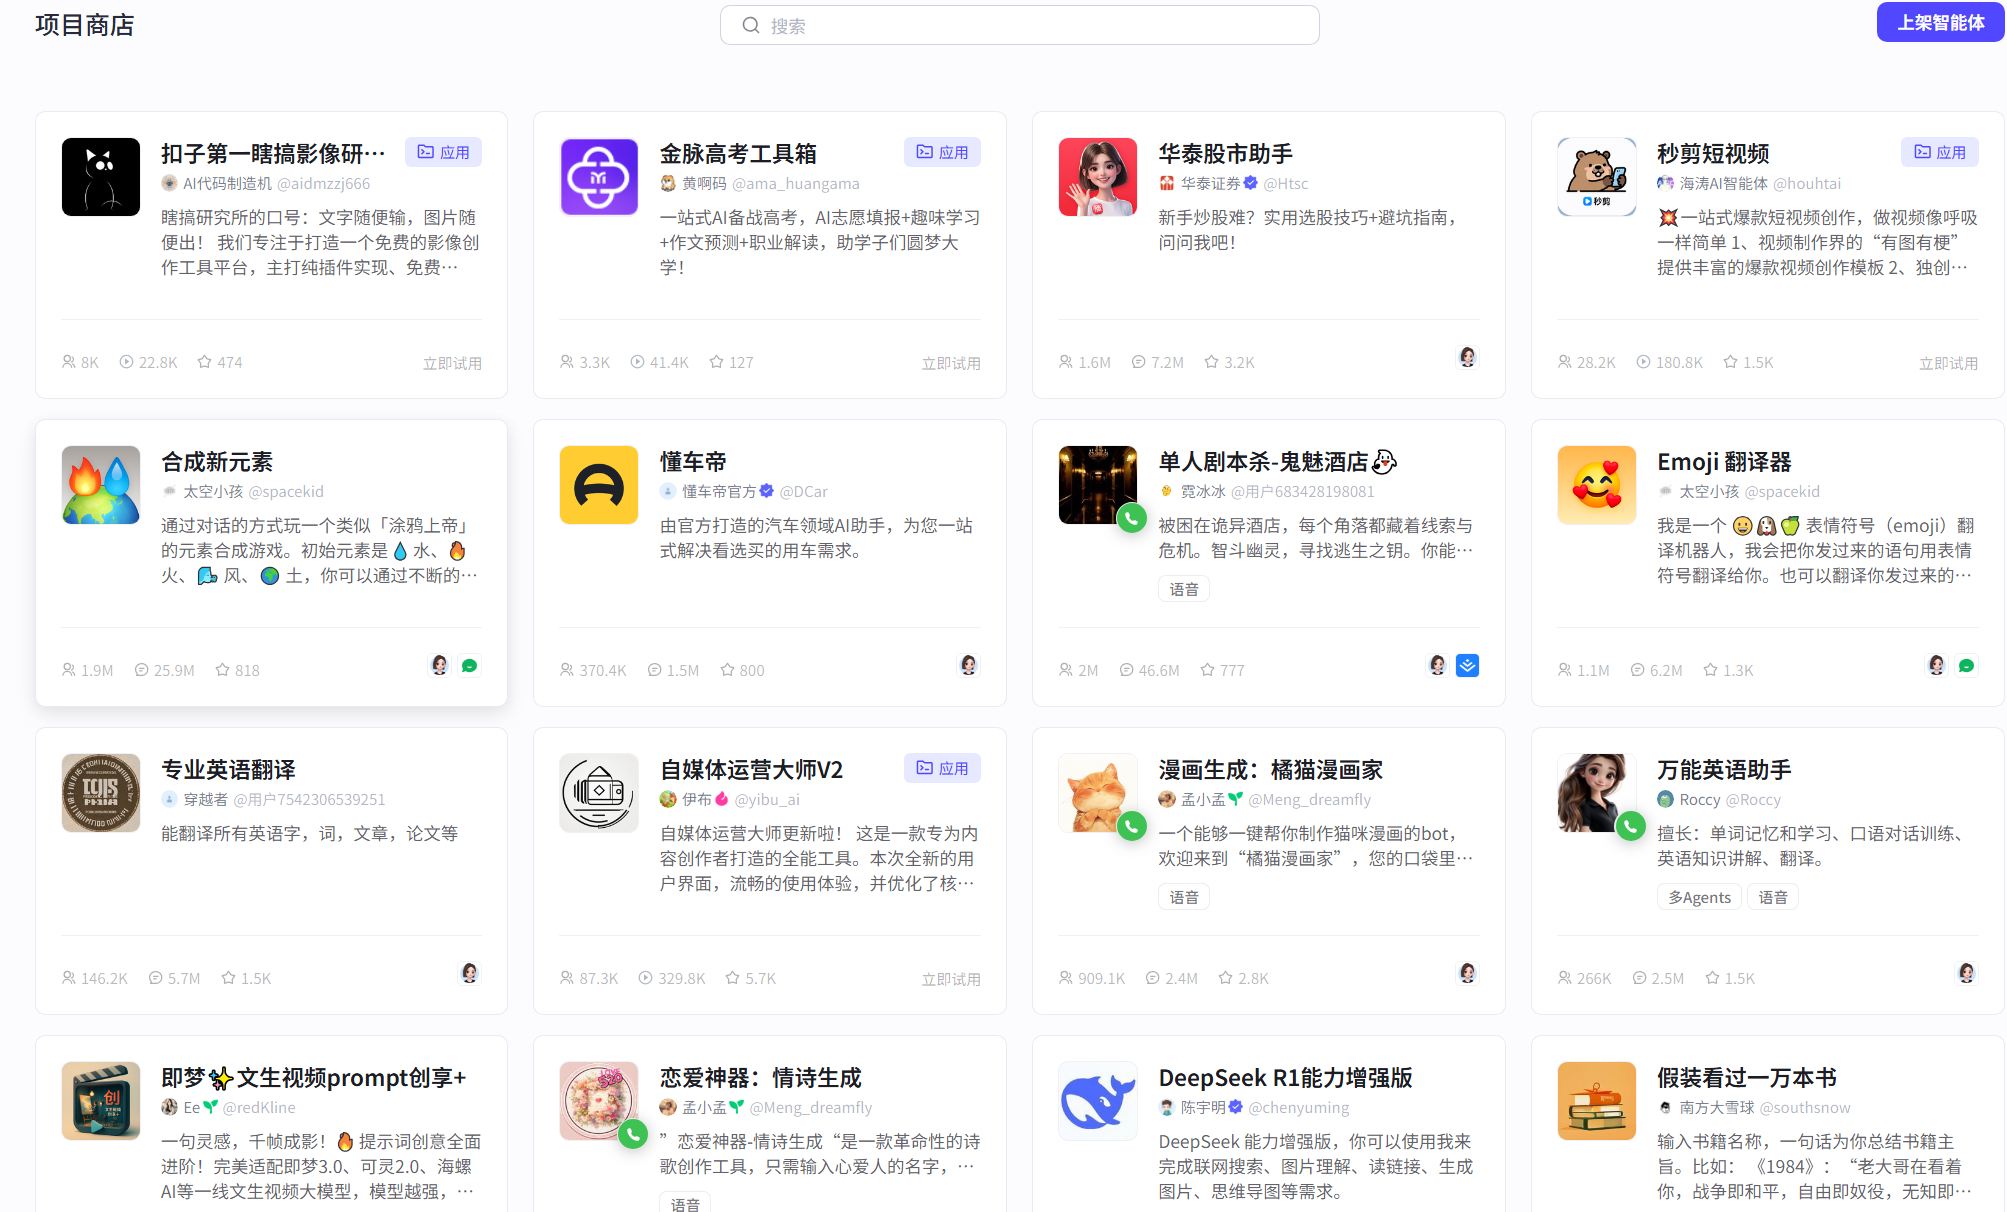 项目商店
搜索
上架智能体
扣子第一瞎搞影像研…
应用
AI代码制造机 @aidmzzj666
瞎搞研究所的口号：文字随便输，图片随
便出！ 我们专注于打造一个免费的影像创
作工具平台，主打纯插件实现、免费…
8K 22.8K 474
立即试用
金脉高考工具箱
应用
黄啊码 @ama_huangama
一站式AI备战高考，AI志愿填报+趣味学习
+作文预测+职业解读，助学子们圆梦大
学！
3.3K 41.4K 127
立即试用
华泰股市助手
华泰证券 @Htsc
新手炒股难？实用选股技巧+避坑指南，
问问我吧！
1.6M 7.2M 3.2K
秒剪
秒剪短视频
应用
海涛AI智能体 @houhtai
💥一站式爆款短视频创作，做视频像呼吸
一样简单 1、视频制作界的“有图有梗”
提供丰富的爆款视频创作模板 2、独创…
28.2K 180.8K 1.5K
立即试用
合成新元素
太空小孩 @spacekid
通过对话的方式玩一个类似「涂鸦上帝」
的元素合成游戏。初始元素是 💧 水、🔥
火、🌬️ 风、🌍 土，你可以通过不断的…
1.9M 25.9M 818
懂车帝
懂车帝官方 @DCar
由官方打造的汽车领域AI助手，为您一站
式解决看选买的用车需求。
370.4K 1.5M 800
单人剧本杀-鬼魅酒店👻
霓冰冰 @用户683428198081
被困在诡异酒店，每个角落都藏着线索与
危机。智斗幽灵，寻找逃生之钥。你能…
语音
2M 46.6M 777
Emoji 翻译器
太空小孩 @spacekid
我是一个 😀🐶🍏 表情符号（emoji）翻
译机器人，我会把你发过来的语句用表情
符号翻译给你。也可以翻译你发过来的…
1.1M 6.2M 1.3K
专业英语翻译
穿越者 @用户7542306539251
能翻译所有英语字，词，文章，论文等
146.2K 5.7M 1.5K
自媒体运营大师V2
应用
伊布 @yibu_ai
自媒体运营大师更新啦！ 这是一款专为内
容创作者打造的全能工具。本次全新的用
户界面，流畅的使用体验，并优化了核…
87.3K 329.8K 5.7K
立即试用
漫画生成：橘猫漫画家
孟小孟🌱 @Meng_dreamfly
一个能够一键帮你制作猫咪漫画的bot，
欢迎来到“橘猫漫画家”，您的口袋里…
语音
909.1K 2.4M 2.8K
万能英语助手
Roccy @Roccy
擅长：单词记忆和学习、口语对话训练、
英语知识讲解、翻译。
多Agents 语音
266K 2.5M 1.5K
创
即梦✨文生视频prompt创享+
Ee🌱 @redKline
一句灵感，千帧成影！🔥 提示词创意全面
进阶！完美适配即梦3.0、可灵2.0、海螺
AI等一线文生视频大模型，模型越强，…
LOVE
520
恋爱神器：情诗生成
孟小孟🌱 @Meng_dreamfly
”恋爱神器-情诗生成“是一款革命性的诗
歌创作工具，只需输入心爱人的名字，…
语音
DeepSeek R1能力增强版
陈宇明 @chenyuming
DeepSeek 能力增强版，你可以使用我来
完成联网搜索、图片理解、读链接、生成
图片、思维导图等需求。
假装看过一万本书
南方大雪球 @southsnow
输入书籍名称，一句话为你总结书籍主
旨。比如：《1984》：“老大哥在看着
你，战争即和平，自由即奴役，无知即…